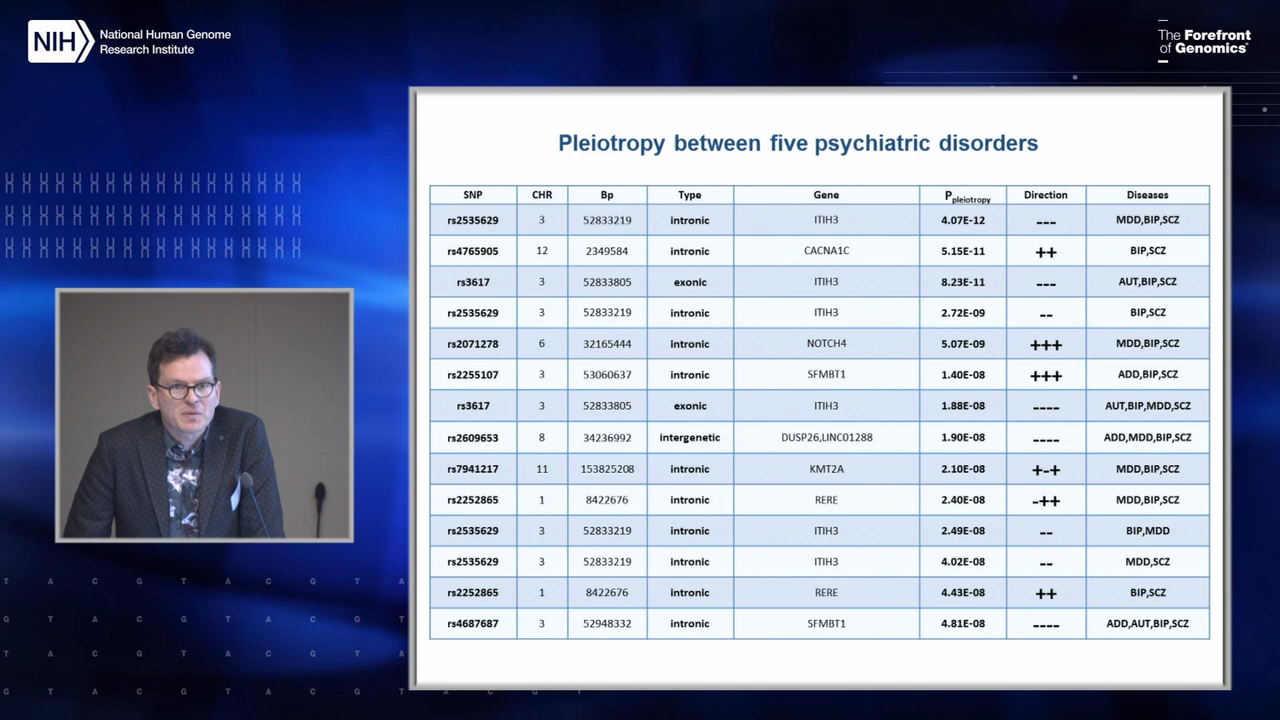 NIH National Human Genome
Research Institute
The Forefront
of Genomics®
Pleiotropy between five psychiatric disorders
SNP CHR Bp Type Gene Ppleiotropy Direction Diseases
rs2535629 3 52833219 intronic ITIH3 4.07E-12 --- MDD,BIP,SCZ
rs4765905 12 2349584 intronic CACNA1C 5.15E-11 ++ BIP,SCZ
rs3617 3 52833805 exonic ITIH3 8.23E-11 --- AUT,BIP,SCZ
rs2535629 3 52833219 intronic ITIH3 2.72E-09 -- BIP,SCZ
rs2071278 6 32165444 intronic NOTCH4 5.07E-09 +++ MDD,BIP,SCZ
rs2255107 3 53060637 intronic SFMBT1 1.40E-08 +++ ADD,BIP,SCZ
rs3617 3 52833805 exonic ITIH3 1.88E-08 ---- AUT,BIP,MDD,SCZ
rs2609653 8 34236992 intergenetic DUSP26,LINC01288 1.90E-08 ---- ADD,MDD,BIP,SCZ
rs7941217 11 153825208 intronic KMT2A 2.10E-08 +-+ MDD,BIP,SCZ
rs2252865 1 8422676 intronic RERE 2.40E-08 -++ MDD,BIP,SCZ
rs2535629 3 52833219 intronic ITIH3 2.49E-08 -- BIP,MDD
rs2535629 3 52833219 intronic ITIH3 4.02E-08 -- MDD,SCZ
rs2252865 1 8422676 intronic RERE 4.43E-08 ++ BIP,SCZ
rs4687687 3 52948332 intronic SFMBT1 4.81E-08 ---- ADD,AUT,BIP,SCZ
T A C G T A C G T A
G T A C G T A C G T A
T A C G T A C G T A
G T A C G T A C G T A C G T